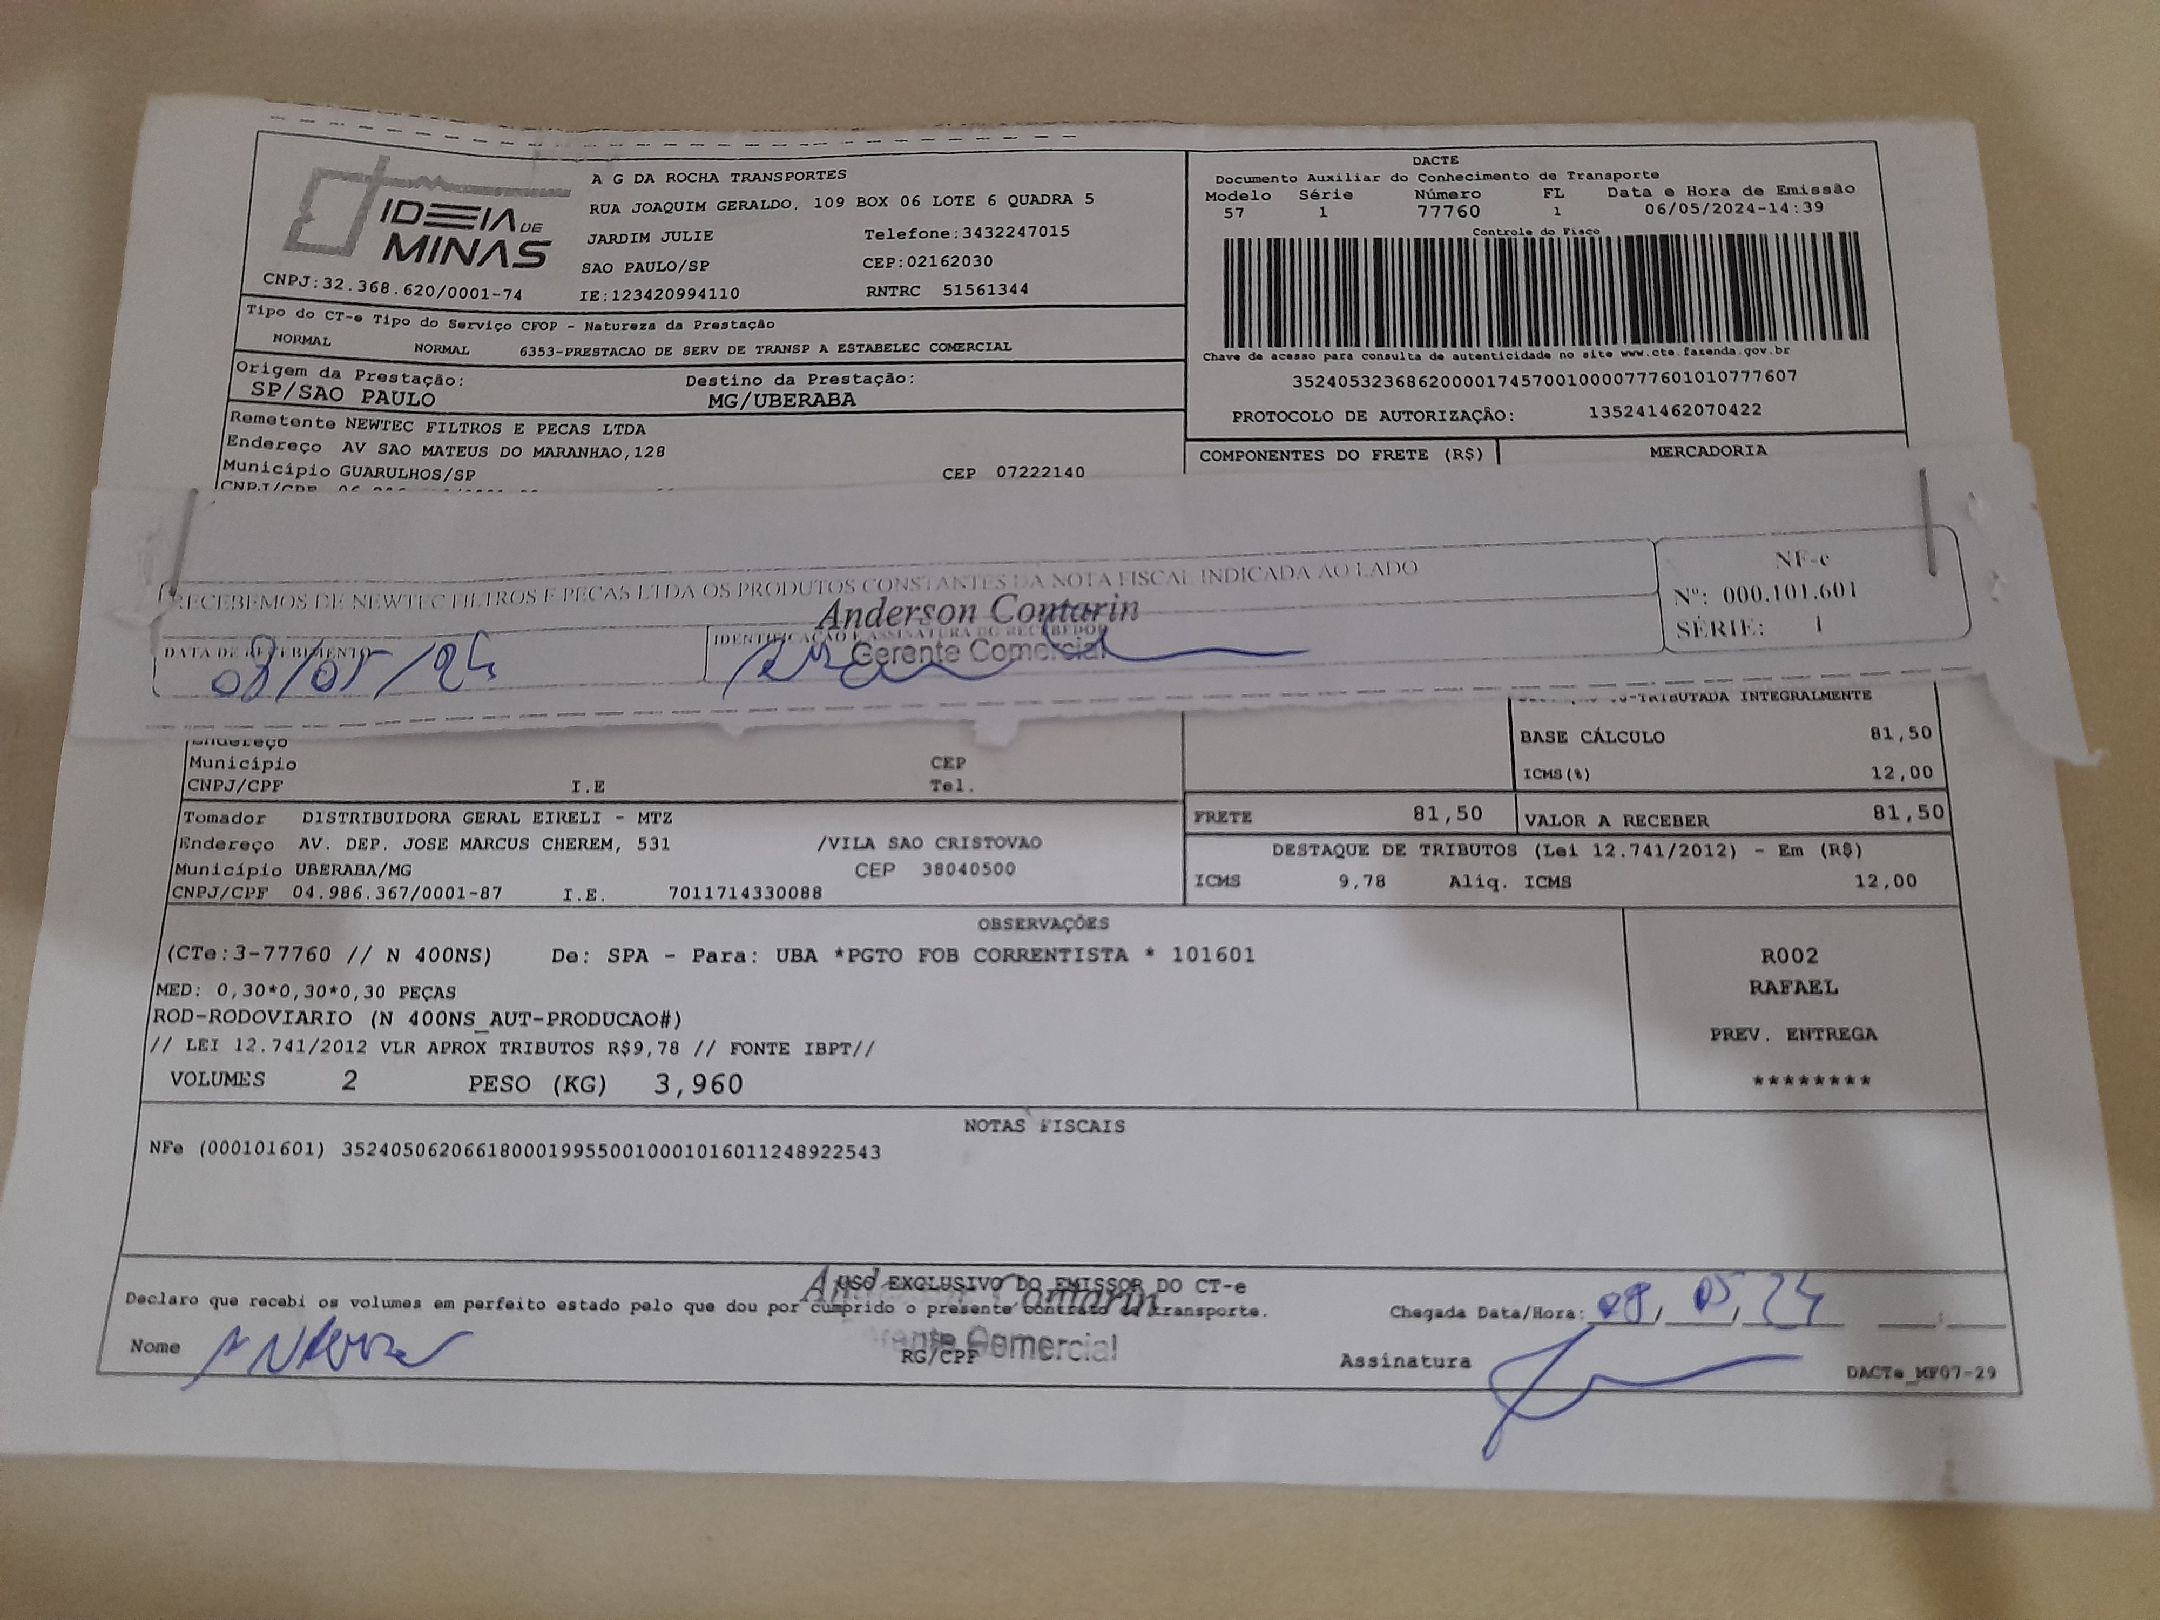 IDEIA DE MINAS
CNPJ:32.368.620/0001-74
A G DA ROCHA TRANSPORTES
RUA JOAQUIM GERALDO, 109 BOX 06 LOTE 6 QUADRA 5
JARDIM JULIE Telefone:3432247015
SAO PAULO/SP CEP:02162030
IE:123420994110 RNTRC 51561344
DACTE
Documento Auxiliar do Conhecimento de Transporte
Modelo Série Número FL Data e Hora de Emissão
57 1 77760 1 06/05/2024-14:39
Controle do Fisco
Chave de acesso para consulta de autenticidade no site www.cte.fazenda.gov.br
35240532368620000174570010000777601010777607
PROTOCOLO DE AUTORIZAÇÃO: 135241462070422
Tipo do CT-e Tipo do Serviço CFOP - Natureza da Prestação
NORMAL NORMAL 6353-PRESTACAO DE SERV DE TRANSP A ESTABELEC COMERCIAL
Origem da Prestação: Destino da Prestação:
SP/SAO PAULO MG/UBERABA
Remetente NEWTEC FILTROS E PECAS LTDA
Endereço AV SAO MATEUS DO MARANHAO,128
Município GUARULHOS/SP CEP 07222140
CNPJ/CPF
COMPONENTES DO FRETE (R$) MERCADORIA
RECEBEMOS DE NEWTEC FILTROS E PECAS LTDA OS PRODUTOS CONSTANTES DA NOTA FISCAL INDICADA AO LADO
NF-e
Nº: 000.101.601
SÉRIE: 1
Anderson Contarin
Gerente Comercial
DATA DE RECEBIMENTO IDENTIFICAÇÃO E ASSINATURA DO RECEBEDOR
08/05/24
TRIBUTADA INTEGRALMENTE
BASE CÁLCULO 81,50
ICMS(%) 12,00
Endereço
Município CEP
CNPJ/CPF I.E Tel.
FRETE 81,50 VALOR A RECEBER 81,50
Tomador DISTRIBUIDORA GERAL EIRELI - MTZ
Endereço AV. DEP. JOSE MARCUS CHEREM, 531 /VILA SAO CRISTOVAO
Município UBERABA/MG CEP 38040500
CNPJ/CPF 04.986.367/0001-87 I.E. 7011714330088
DESTAQUE DE TRIBUTOS (Lei 12.741/2012) - Em (R$)
ICMS 9,78 Aliq. ICMS 12,00
OBSERVAÇÕES
(CTe:3-77760 // N 400NS) De: SPA - Para: UBA *PGTO FOB CORRENTISTA * 101601
MED: 0,30*0,30*0,30 PEÇAS
ROD-RODOVIARIO (N 400NS_AUT-PRODUCAO#)
// LEI 12.741/2012 VLR APROX TRIBUTOS R$9,78 // FONTE IBPT//
VOLUMES 2 PESO (KG) 3,960
R002
RAFAEL
PREV. ENTREGA
********
NOTAS FISCAIS
NFe (000101601) 35240506206618000199550010001016011248922543
USO EXCLUSIVO DO EMISSOR DO CT-e
Declaro que recebi os volumes em perfeito estado pelo que dou por cumprido o presente contrato de transporte.
Chegada Data/Hora: 08/05/24 :
Nome RG/CPF Assinatura
Gerente Comercial
DACTe_MF07-29